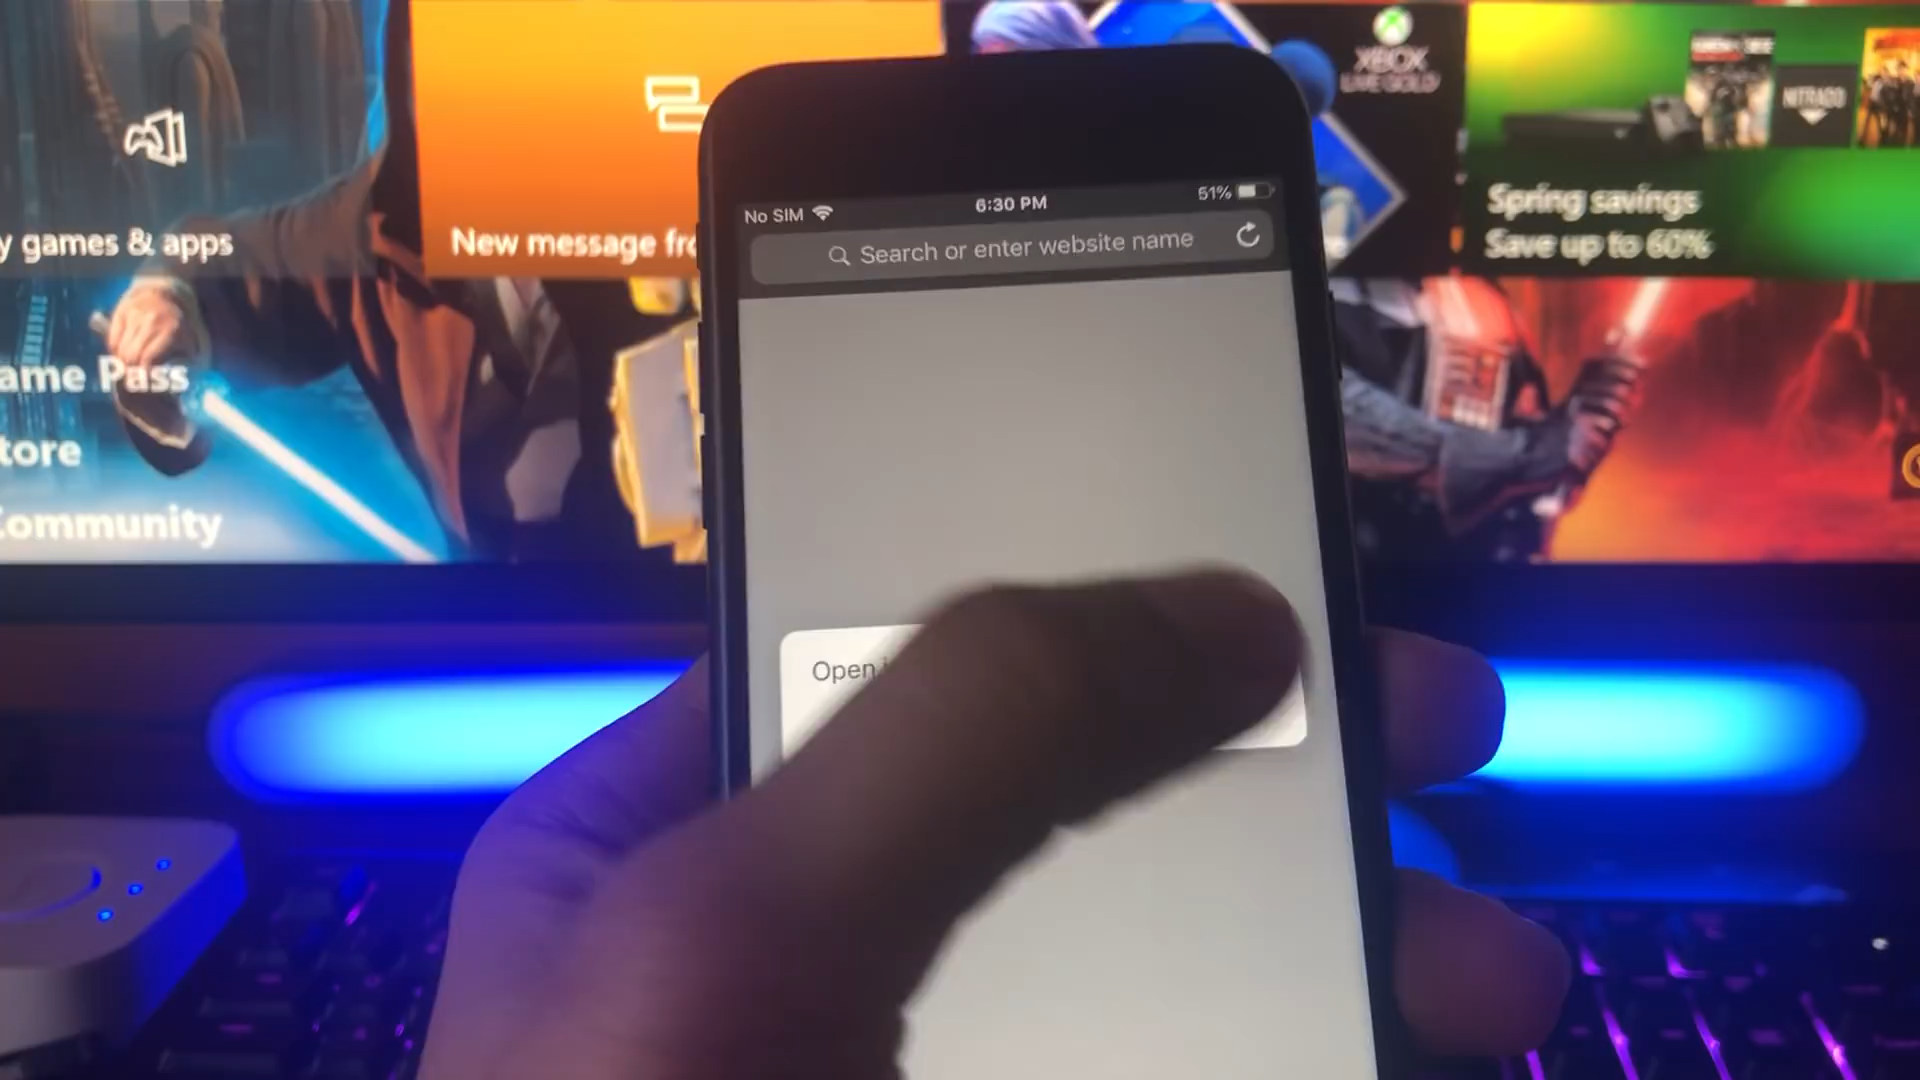 XBOX
LIVE GOLD
NITRADO
y games & apps
New message fro
Spring savings
Save up to 60%
ame Pass
tore
Community
No SIM
6:30 PM
51%
Search or enter website name
Open